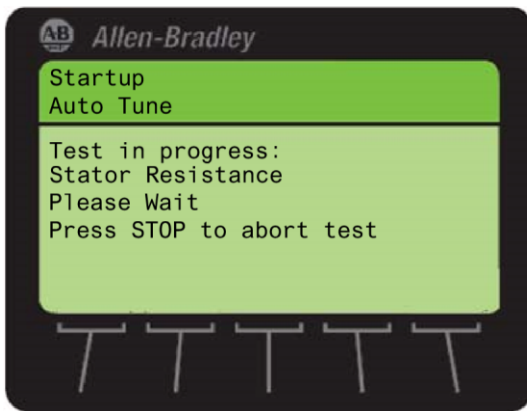 AB Allen-Bradley
Startup
Auto Tune
Test in progress:
Stator Resistance
Please Wait
Press STOP to abort test